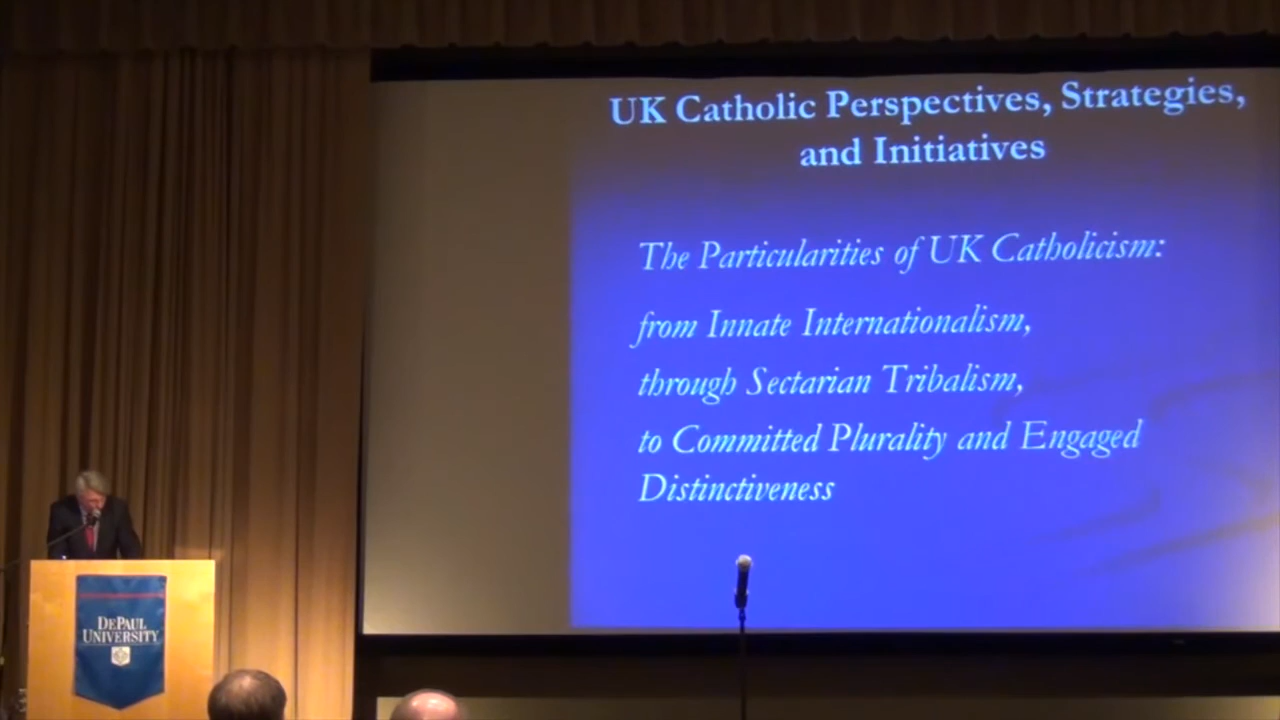 UK Catholic Perspectives, Strategies,
and Initiatives
The Particularities of UK Catholicism:
from Innate Internationalism,
through Sectarian Tribalism,
to Committed Plurality and Engaged
Distinctiveness
DEPAUL
UNIVERSITY